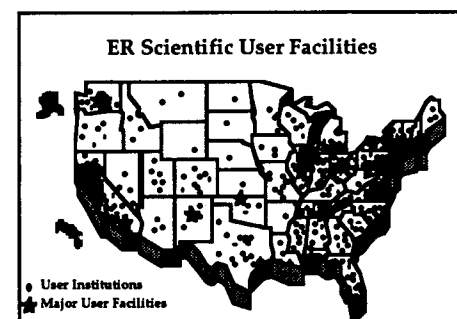 ER Scientific User Facilities
User Institutions
Major User Facilities